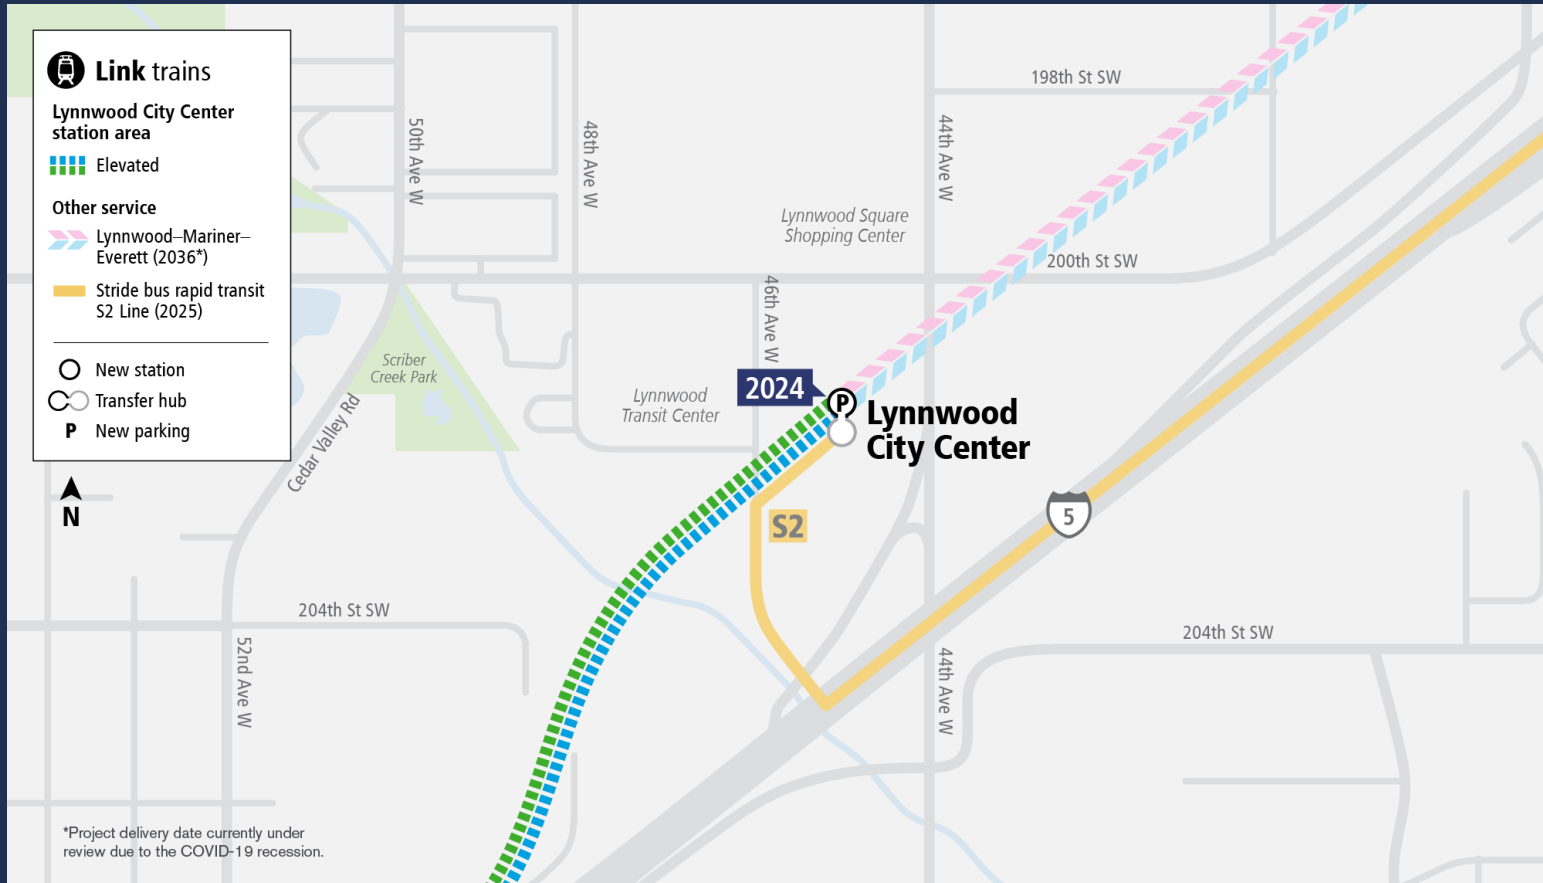 Link trains
Lynnwood City Center
station area
Elevated
Other service
Lynnwood–Mariner–
Everett (2036*)
Stride bus rapid transit
S2 Line (2025)
New station
Transfer hub
P New parking
N
*Project delivery date currently under
review due to the COVID-19 recession.
50th Ave W
48th Ave W
44th Ave W
198th St SW
Lynnwood Square
Shopping Center
200th St SW
46th Ave W
Scriber
Creek Park
Cedar Valley Rd
Lynnwood
Transit Center
2024
P
Lynnwood
City Center
S2
5
204th St SW
52nd Ave W
44th Ave W
204th St SW